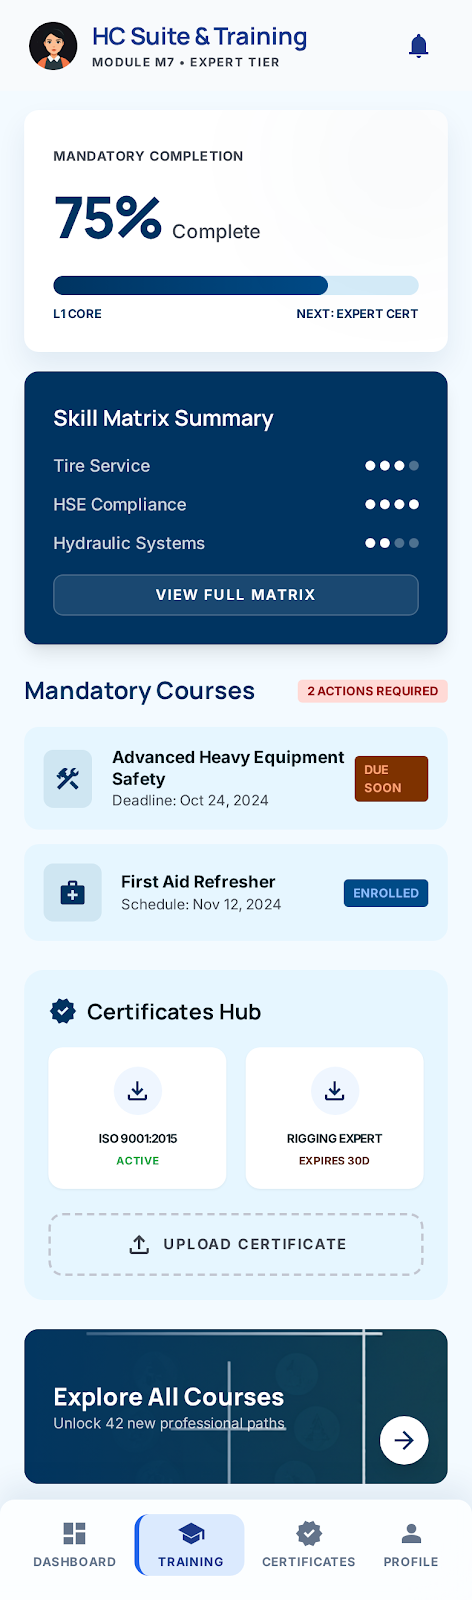 HC Suite & Training
MODULE M7 • EXPERT TIER
MANDATORY COMPLETION
75% Complete
L1 CORE
NEXT: EXPERT CERT
Skill Matrix Summary
Tire Service
HSE Compliance
Hydraulic Systems
VIEW FULL MATRIX
Mandatory Courses
2 ACTIONS REQUIRED
Advanced Heavy Equipment
Safety
Deadline: Oct 24, 2024
DUE
SOON
First Aid Refresher
Schedule: Nov 12, 2024
ENROLLED
Certificates Hub
ISO 9001:2015
ACTIVE
RIGGING EXPERT
EXPIRES 30D
UPLOAD CERTIFICATE
Explore All Courses
Unlock 42 new professional paths
DASHBOARD
TRAINING
CERTIFICATES
PROFILE